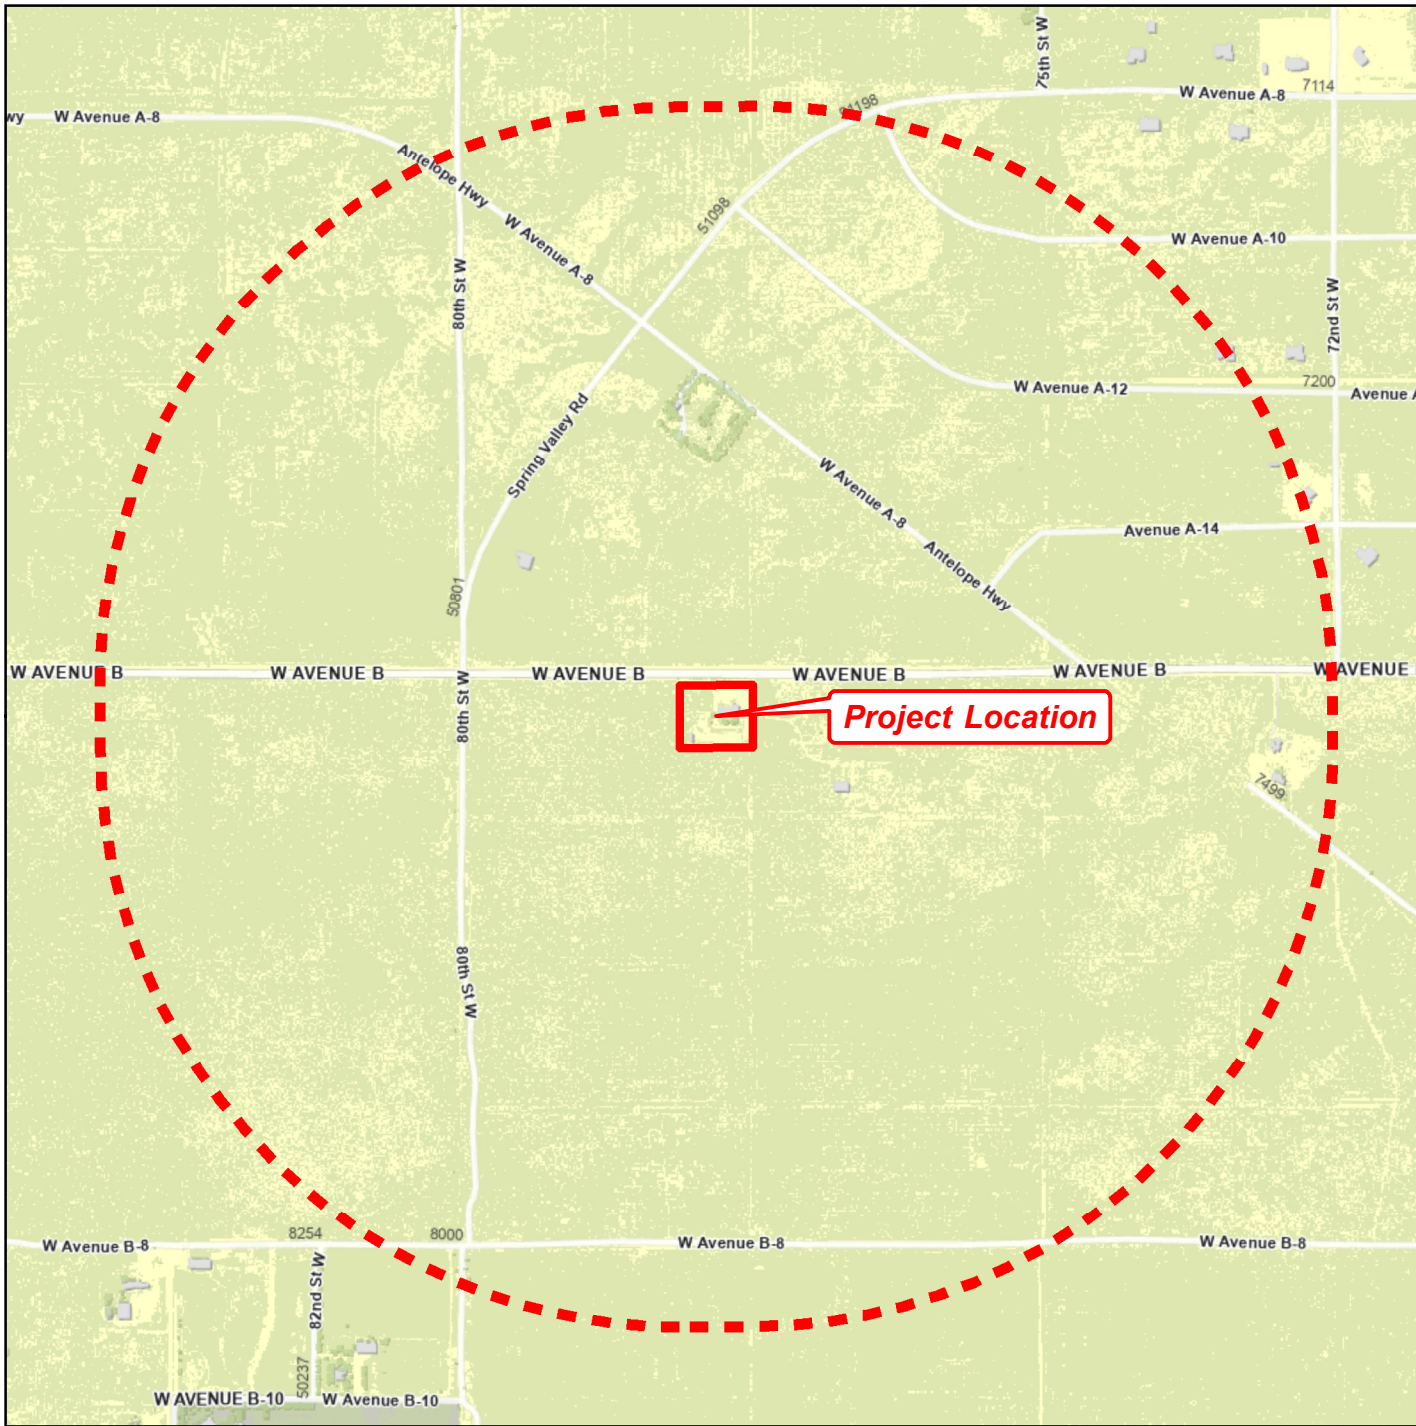 75th St W
7114
W Avenue A-8
51198
wy
W Avenue A-8
Antelope Hwy
51098
W Avenue A-8
W Avenue A-10
80th St W
72nd St W
W Avenue A-12
7200
Avenue A
Spring Valley Rd
W Avenue A-8
Avenue A-14
Antelope Hwy
50801
W AVENUE B
W AVENUE B
W AVENUE B
W AVENUE B
W AVENUE B
W AVENUE
80th St W
Project Location
7499
80th St W
8254
8000
W Avenue B-8
W Avenue B-8
W Avenue B-8
82nd St W
50237
W AVENUE B-10
W Avenue B-10